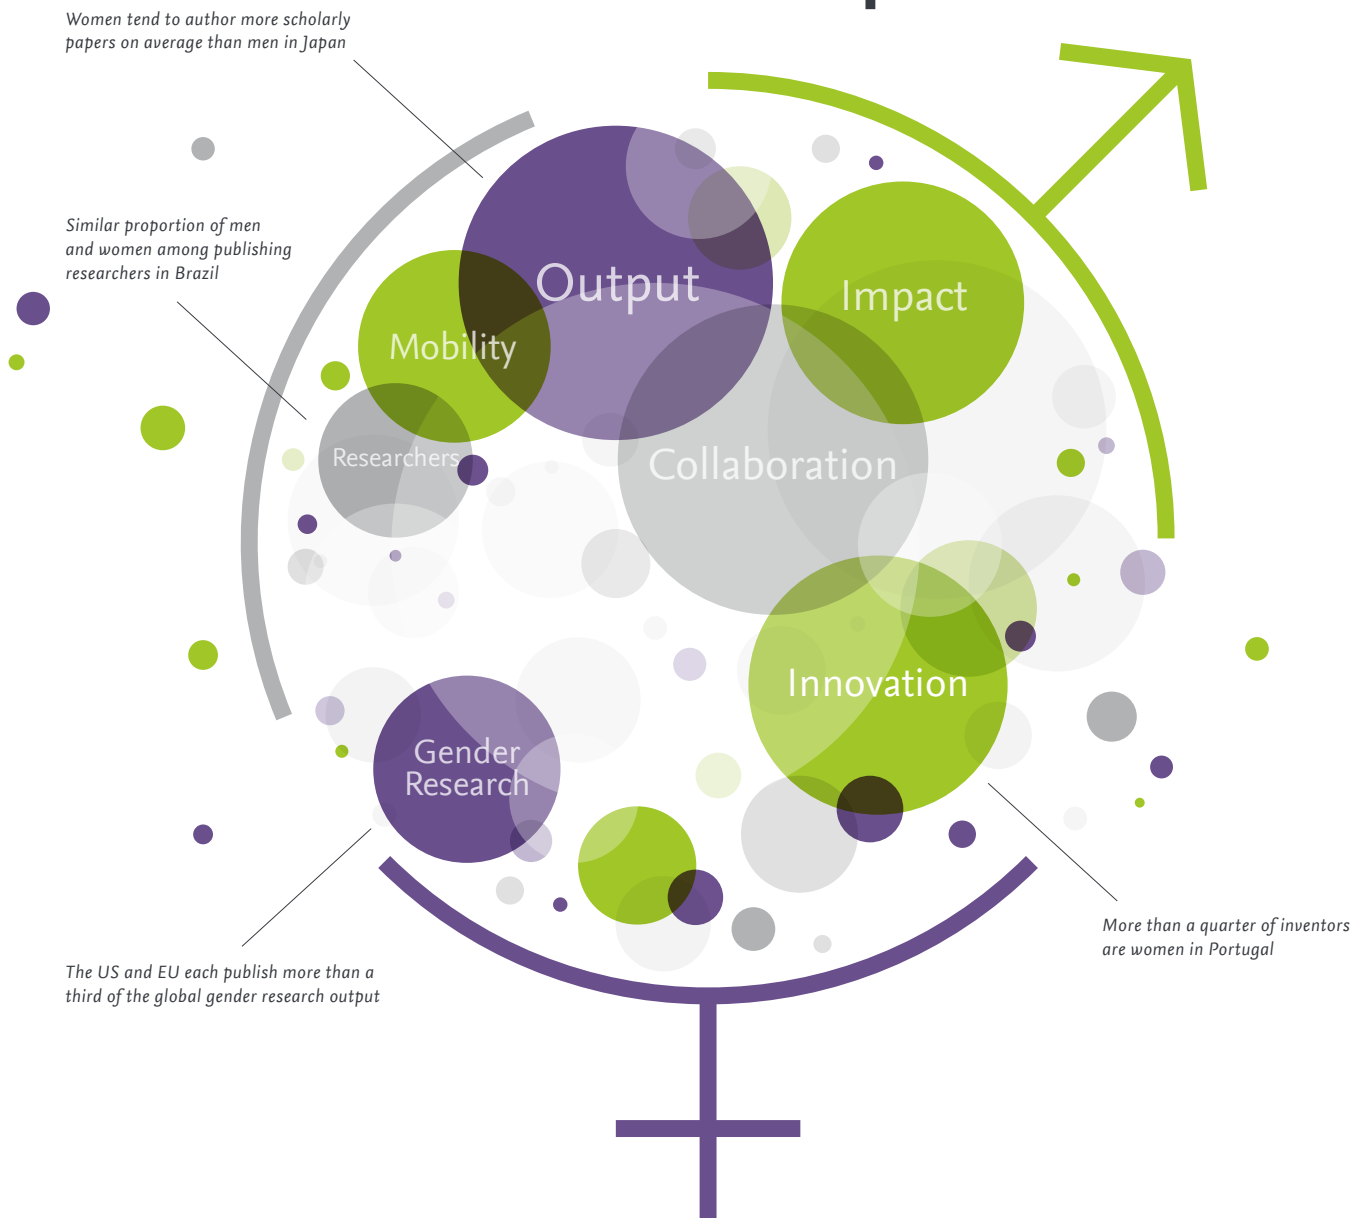 Women tend to author more scholarly
papers on average than men in Japan
Similar proportion of men
and women among publishing
researchers in Brazil
Output
Impact
Mobility
Researchers
Collaboration
Innovation
Gender
Research
More than a quarter of inventors
are women in Portugal
The US and EU each publish more than a
third of the global gender research output